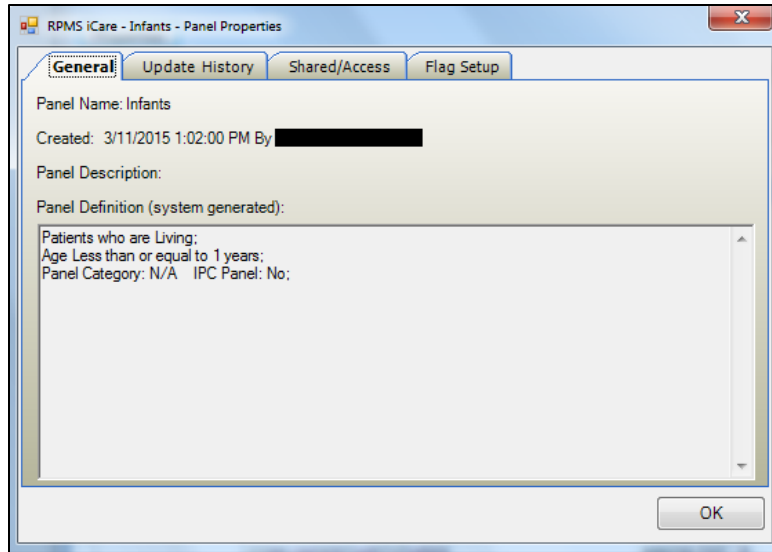 RPMS iCare - Infants - Panel Properties
General Update History Shared/Access Flag Setup
Panel Name: Infants
Created: 3/11/2015 1:02:00 PM By
Panel Description:
Panel Definition (system generated):
Patients who are Living;
Age Less than or equal to 1 years;
Panel Category: N/A IPC Panel: No;
OK